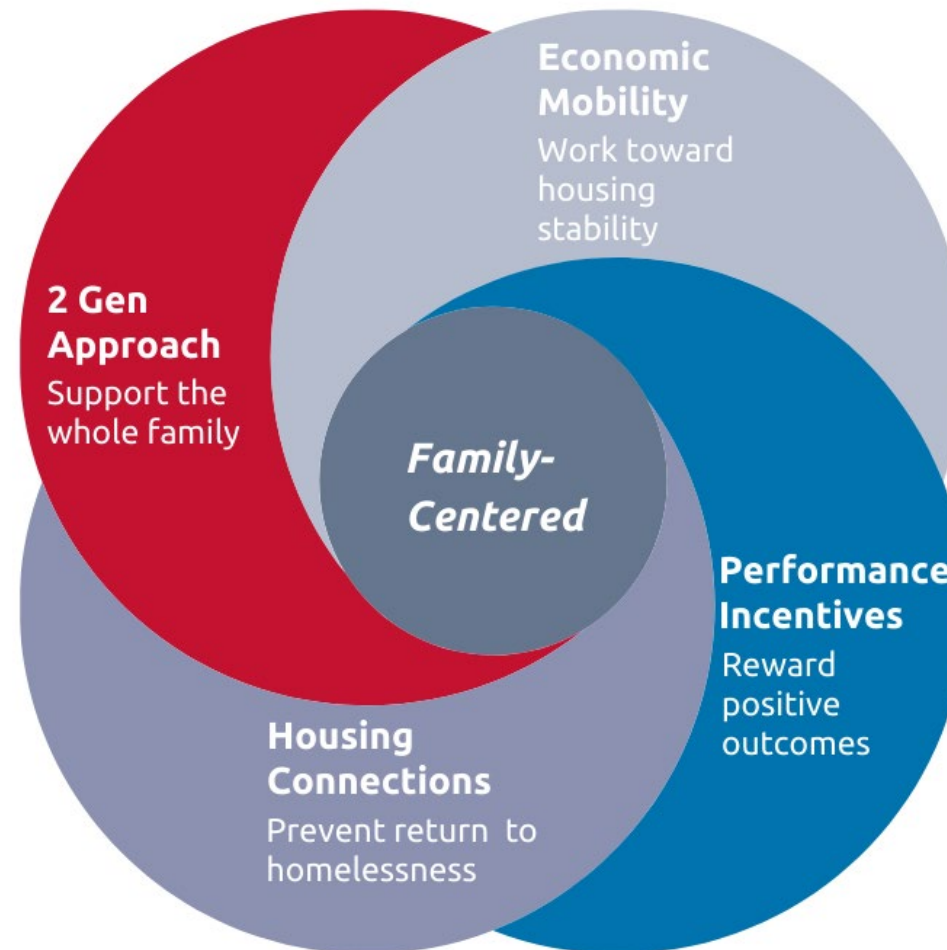 Economic
Mobility
Work toward
housing
stability
2 Gen
Approach
Support the
whole family
Family-
Centered
Performance
Incentives
Reward
positive
outcomes
Housing
Connections
Prevent return to
homelessness